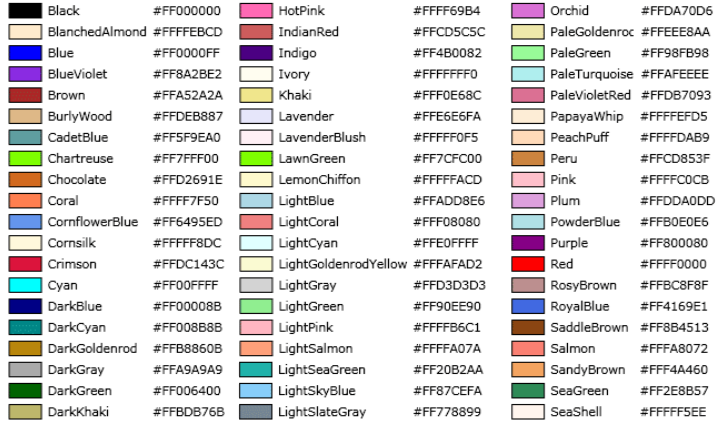 Black #FF000000 HotPink #FFFF69B4 Orchid #FFDA70D6
BlanchedAlmond #FFFFEBCD IndianRed #FFCD5C5C PaleGoldenroc #FFEEE8AA
Blue #FF0000FF Indigo #FF4B0082 PaleGreen #FF98FB98
BlueViolet #FF8A2BE2 Ivory #FFFFFFF0 PaleTurquoise #FFAFEEEE
Brown #FFA52A2A Khaki #FFF0E68C PaleVioletRed #FFDB7093
BurlyWood #FFDEB887 Lavender #FFE6E6FA PapayaWhip #FFFFEFD5
CadetBlue #FF5F9EA0 LavenderBlush #FFFFF0F5 PeachPuff #FFFFDAB9
Chartreuse #FF7FFF00 LawnGreen #FF7CFC00 Peru #FFCD853F
Chocolate #FFD2691E LemonChiffon #FFFFFACD Pink #FFFFC0CB
Coral #FFFF7F50 LightBlue #FFADD8E6 Plum #FFDDA0DD
CornflowerBlue #FF6495ED LightCoral #FFF08080 PowderBlue #FFB0E0E6
Cornsilk #FFFFF8DC LightCyan #FFE0FFFF Purple #FF800080
Crimson #FFDC143C LightGoldenrodYellow #FFFAFAD2 Red #FFFF0000
Cyan #FF00FFFF LightGray #FFD3D3D3 RosyBrown #FFBC8F8F
DarkBlue #FF00008B LightGreen #FF90EE90 RoyalBlue #FF4169E1
DarkCyan #FF008B8B LightPink #FFFFB6C1 SaddleBrown #FF8B4513
DarkGoldenrod #FFB8860B LightSalmon #FFFFA07A Salmon #FFFA8072
DarkGray #FFA9A9A9 LightSeaGreen #FF20B2AA SandyBrown #FFF4A460
DarkGreen #FF006400 LightSkyBlue #FF87CEFA SeaGreen #FF2E8B57
DarkKhaki #FFBDB76B LightSlateGray #FF778899 SeaShell #FFFFF5EE